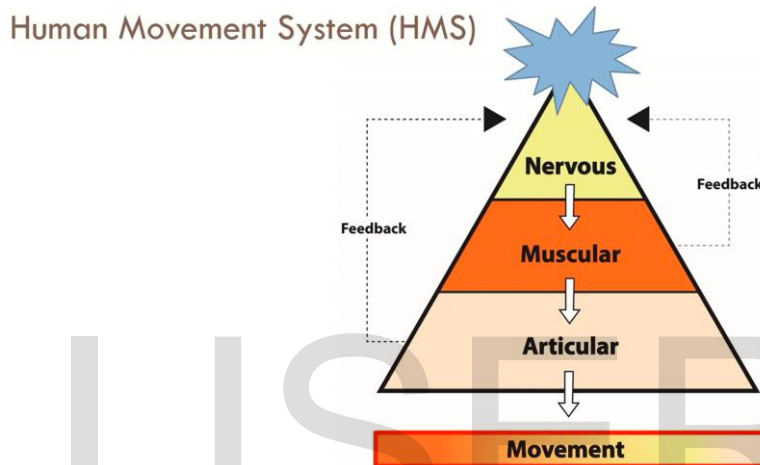 Human Movement System (HMS)
Nervous
Feedback
Feedback
Muscular
Articular
Movement